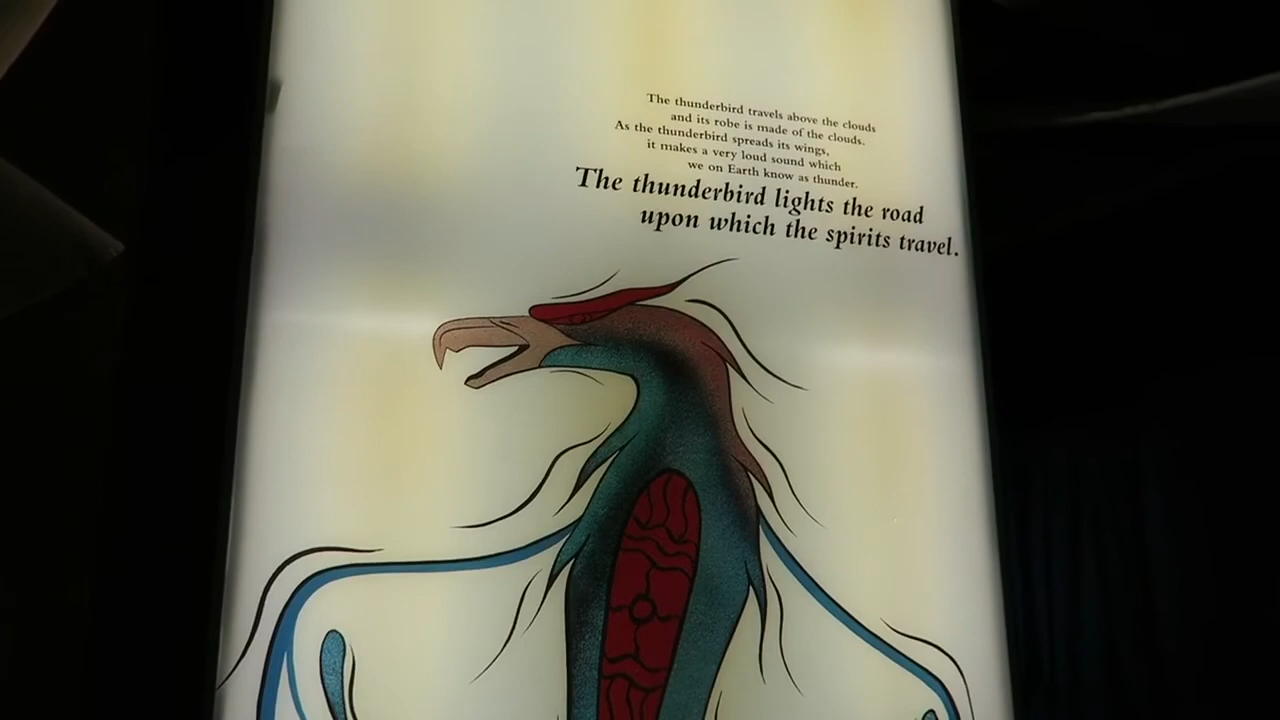 The thunderbird travels above the clouds
and its robe is made of the clouds.
As the thunderbird spreads its wings,
it makes a very loud sound which
we on Earth know as thunder.
The thunderbird lights the road
upon which the spirits travel.